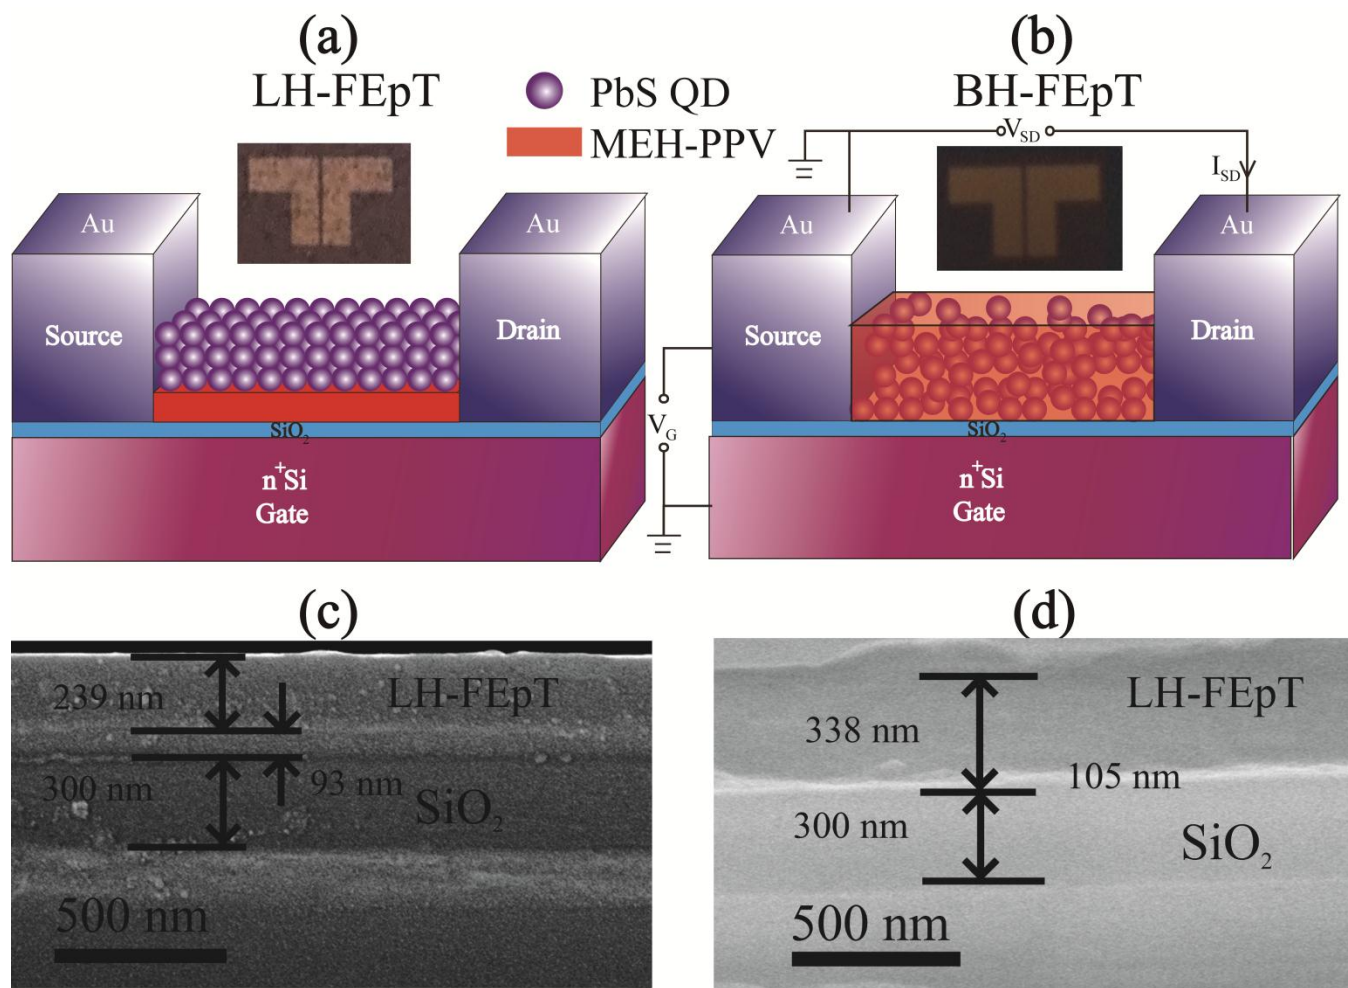 (a)
LH-FEpT
PbS QD
MEH-PPV
Au
Source
Drain
SiO₂
n⁺Si
Gate
(b)
BH-FEpT
V_SD
I_SD
Au
Au
Source
Drain
V_G
SiO₂
n⁺Si
Gate
(c)
239 nm
LH-FEpT
300 nm
93 nm
SiO₂
500 nm
(d)
338 nm
LH-FEpT
105 nm
300 nm
SiO₂
500 nm